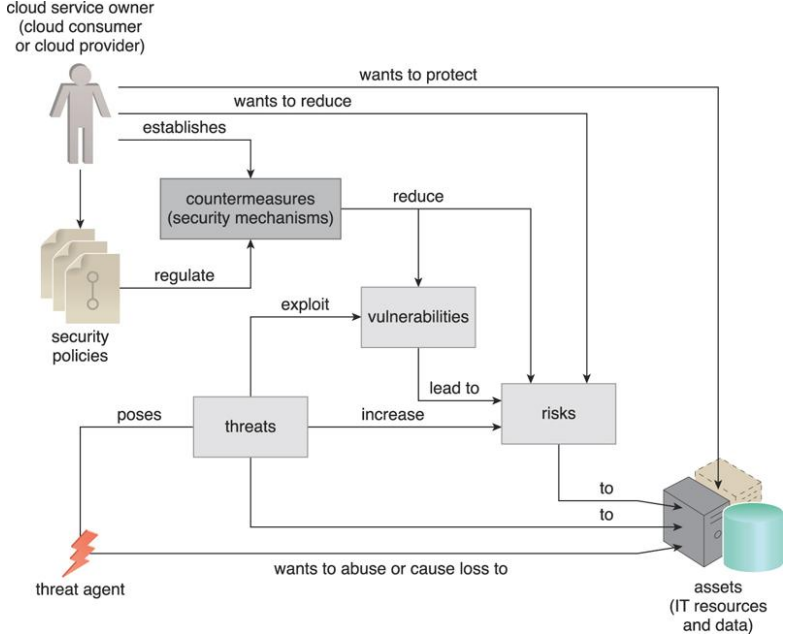 cloud service owner
(cloud consumer
or cloud provider)
wants to protect
wants to reduce
establishes
countermeasures
(security mechanisms)
reduce
regulate
security
policies
exploit
vulnerabilities
lead to
poses
threats
increase
risks
to
to
threat agent
wants to abuse or cause loss to
assets
(IT resources
and data)